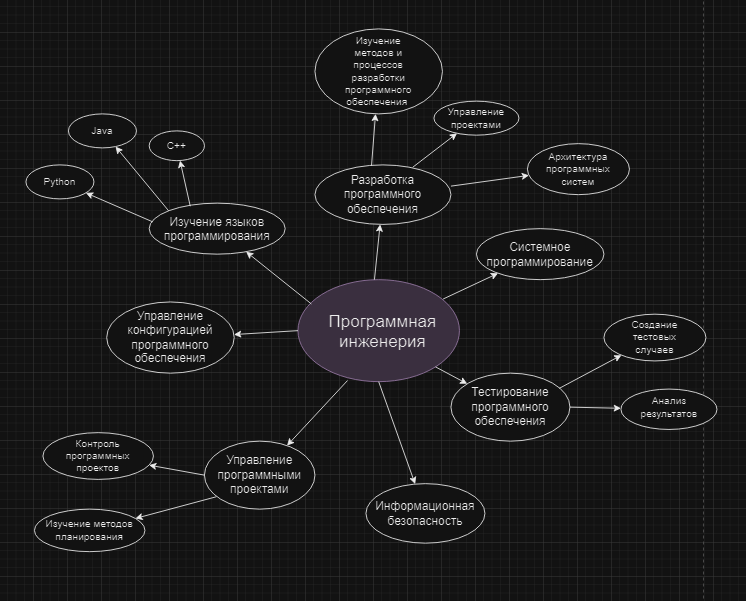 Изучение
методов и
процессов
разработки
программного
обеспечения
Управление
проектами
Архитектура
программных
систем
Java
C++
Python
Изучение языков
программирования
Разработка
программного
обеспечения
Системное
программирование
Программная
инженерия
Управление
конфигурацией
программного
обеспечения
Создание
тестовых
случаев
Тестирование
программного
обеспечения
Анализ
результатов
Контроль
программных
проектов
Управление
программными
проектами
Изучение методов
планирования
Информационная
безопасность